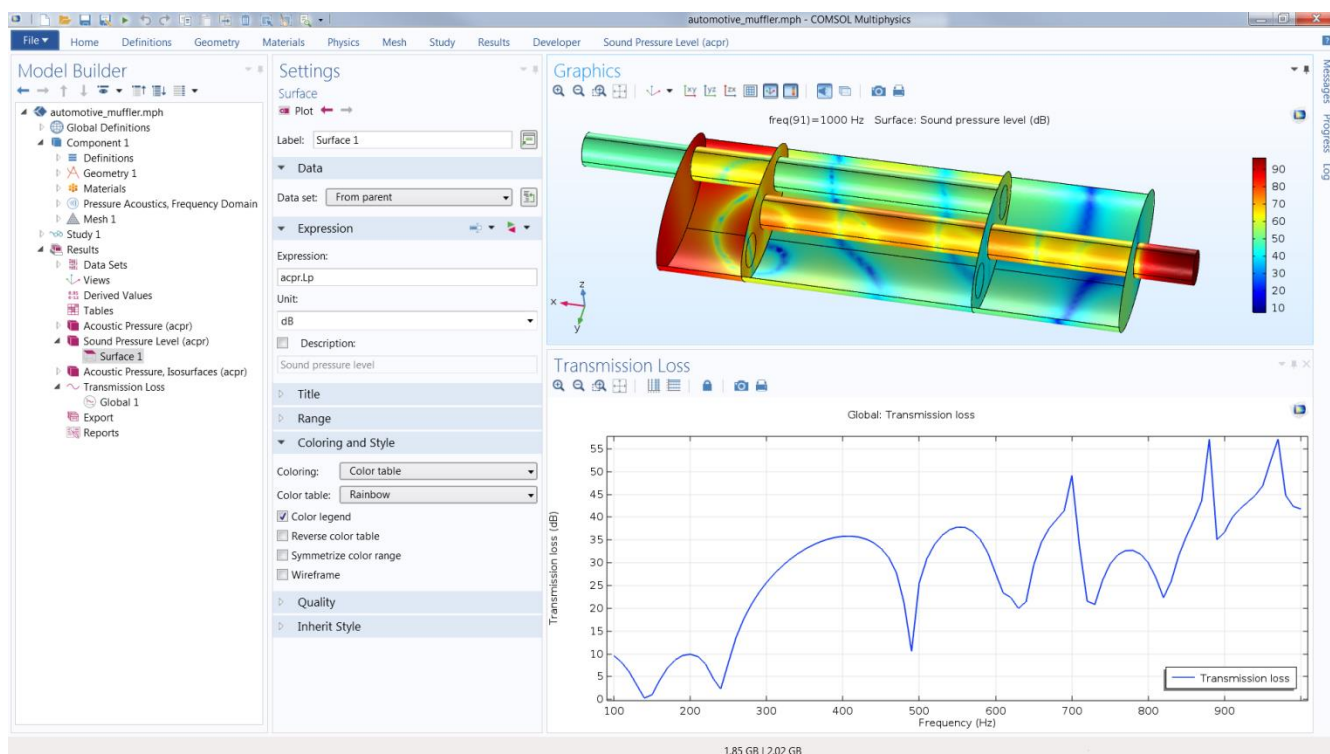 automotive_muffler.mph - COMSOL Multiphysics
File Home Definitions Geometry Materials Physics Mesh Study Results Developer Sound Pressure Level (acpr)
Model Builder
automotive_muffler.mph
Global Definitions
Component 1
Definitions
Geometry 1
Materials
Pressure Acoustics, Frequency Domain
Mesh 1
Study 1
Results
Data Sets
Views
Derived Values
Tables
Acoustic Pressure (acpr)
Sound Pressure Level (acpr)
Surface 1
Acoustic Pressure, Isosurfaces (acpr)
Transmission Loss
Global 1
Export
Reports
Settings
Surface
Plot
Label: Surface 1
Data
Data set: From parent
Expression
Expression:
acpr.Lp
Unit:
dB
Description:
Sound pressure level
Title
Range
Coloring and Style
Coloring: Color table
Color table: Rainbow
Color legend
Reverse color table
Symmetrize color range
Wireframe
Quality
Inherit Style
Graphics
xy yz zx
freq(91)=1000 Hz Surface: Sound pressure level (dB)
90
80
70
60
50
40
30
20
10
z
x
y
Transmission Loss
Global: Transmission loss
Transmission loss (dB)
55
50
45
40
35
30
25
20
15
10
5
0
100 200 300 400 500 600 700 800 900
Frequency (Hz)
Transmission loss
Messages
Progress
Log
1.85 GB | 2.02 GB